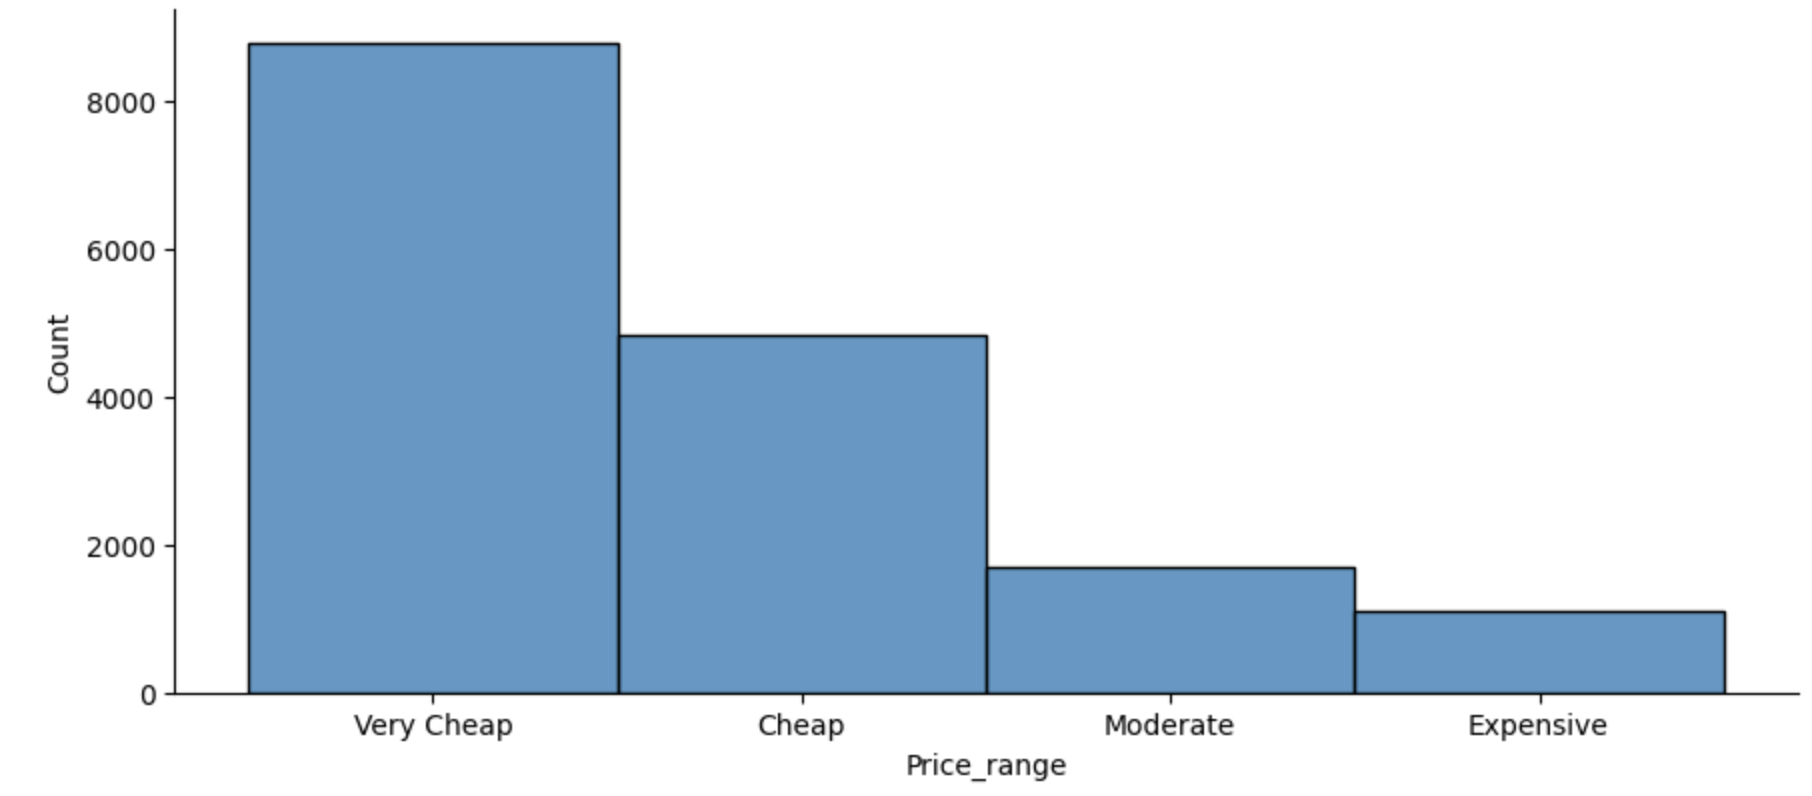 8000
6000
4000
2000
0
Count
Very Cheap
Cheap
Moderate
Expensive
Price_range